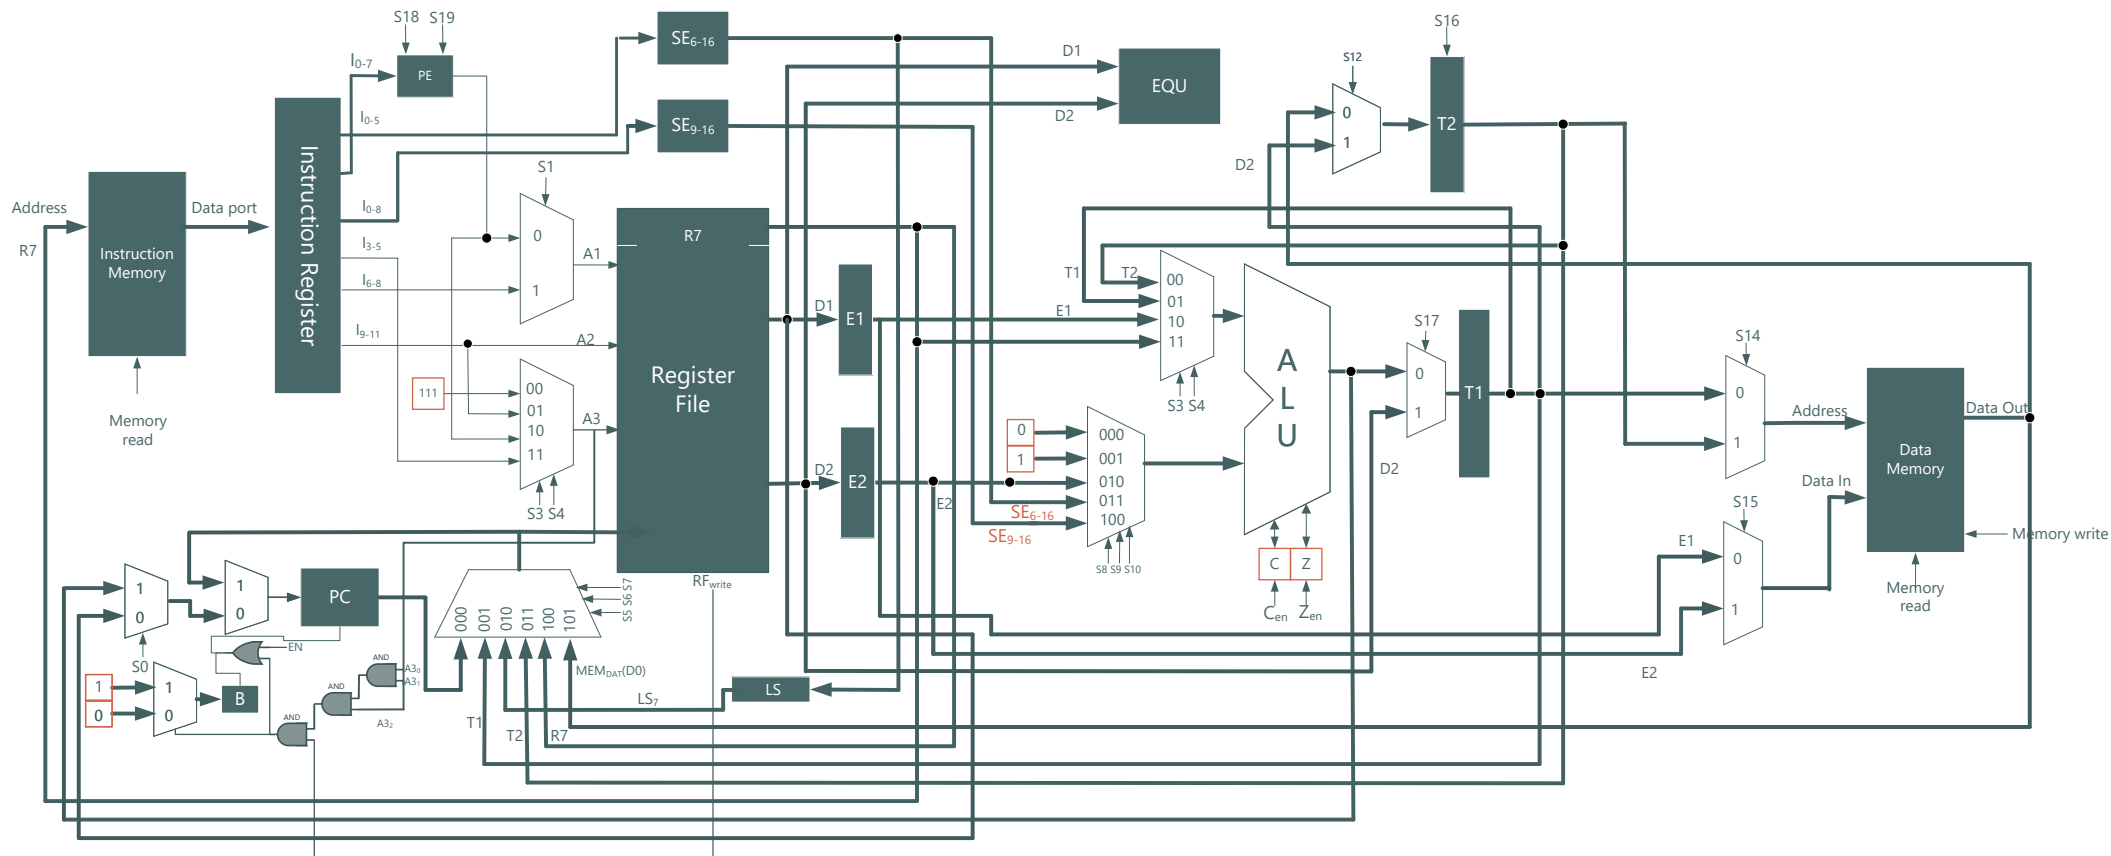 S18 S19
S16
SE6-16
D1
S12
I0-7
PE
EQU
0
T2
I0-5
D2
SE9-16
1
D2
S1
Instruction Register
Address
Data port
I0-8
R7
0
R7
I3-5
A1
Instruction
Memory
T1
T2
00
I6-8
1
01
D1
E1
E1
10
S17
I9-11
A2
11
S14
A
L
U
Register
File
0
T1
0
111
00
01
S3 S4
Address
Data Out
Memory
read
A3
10
1
0
000
1
11
1
001
Data
Memory
D2
E2
010
D2
Data In
E2
011
S15
S3 S4
SE6-16
100
SE9-16
Memory write
E1
0
S8 S9 S10
C
Z
RFwrite
Memory
read
1
1
PC
S7
S6
S5
000
001
010
011
100
101
Cen
Zen
1
0
0
EN
S0
AND
A30
A31
MEMDAT(D0)
E2
1
1
AND
B
LS
LS7
0
0
AND
A32
T1
T2
R7